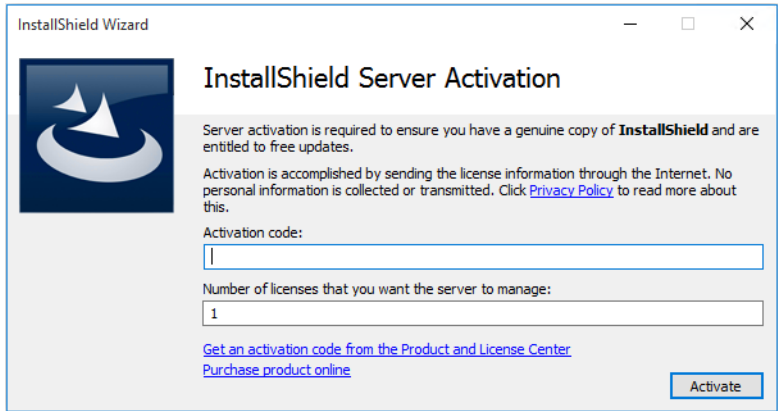 InstallShield Wizard
InstallShield Server Activation
Server activation is required to ensure you have a genuine copy of InstallShield and are
entitled to free updates.
Activation is accomplished by sending the license information through the Internet. No
personal information is collected or transmitted. Click Privacy Policy to read more about
this.
Activation code:
Number of licenses that you want the server to manage:
1
Get an activation code from the Product and License Center
Purchase product online
Activate